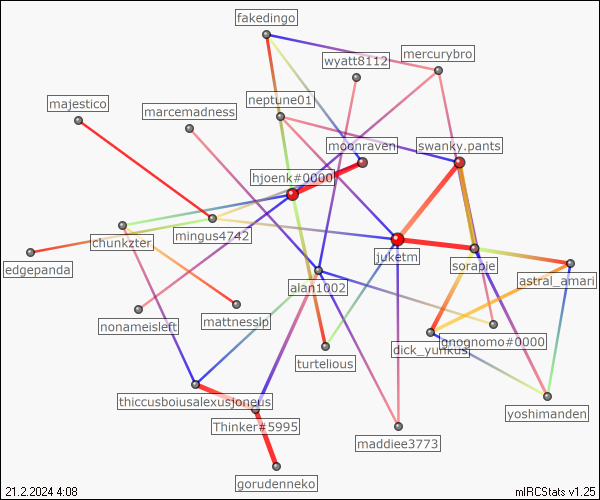 fakedingo
wyatt8112
mercurybro
majestico
marcemadness
neptune01
moonraven
swanky.pants
hjoenk#0000
chunkzter
mingus4742
juketm
sorapie
edgepanda
alan1002
astral_amari
nonameisleft
mattnesslp
turtelious
dick_yunkus
gnognomo#0000
thiccusboiusalexusjoneus
Thinker#5995
maddiee3773
yoshimanden
gorudenneko
21.2.2024 4:08
mIRCStats v1.25